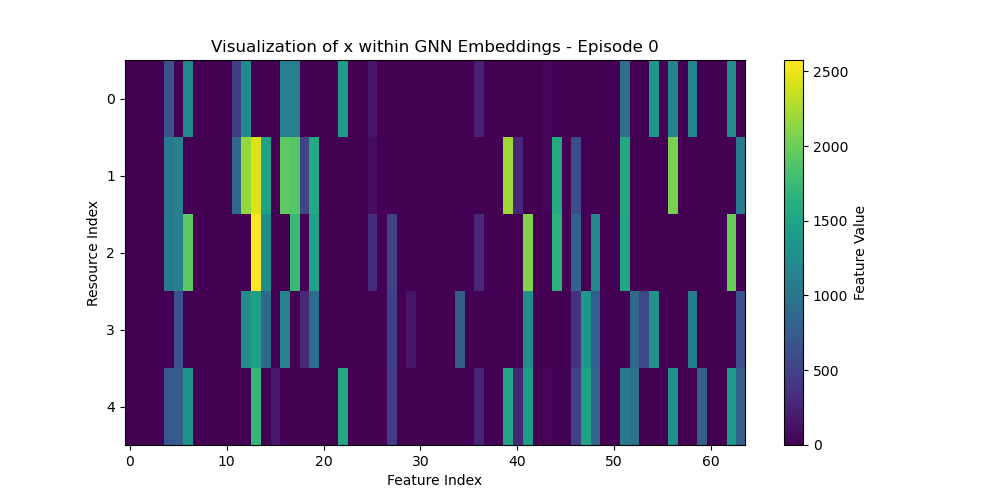 Visualization of x within GNN Embeddings - Episode 0
Resource Index
0
1
2
3
4
0 10 20 30 40 50 60
Feature Index
2500
2000
1500
1000
500
0
Feature Value